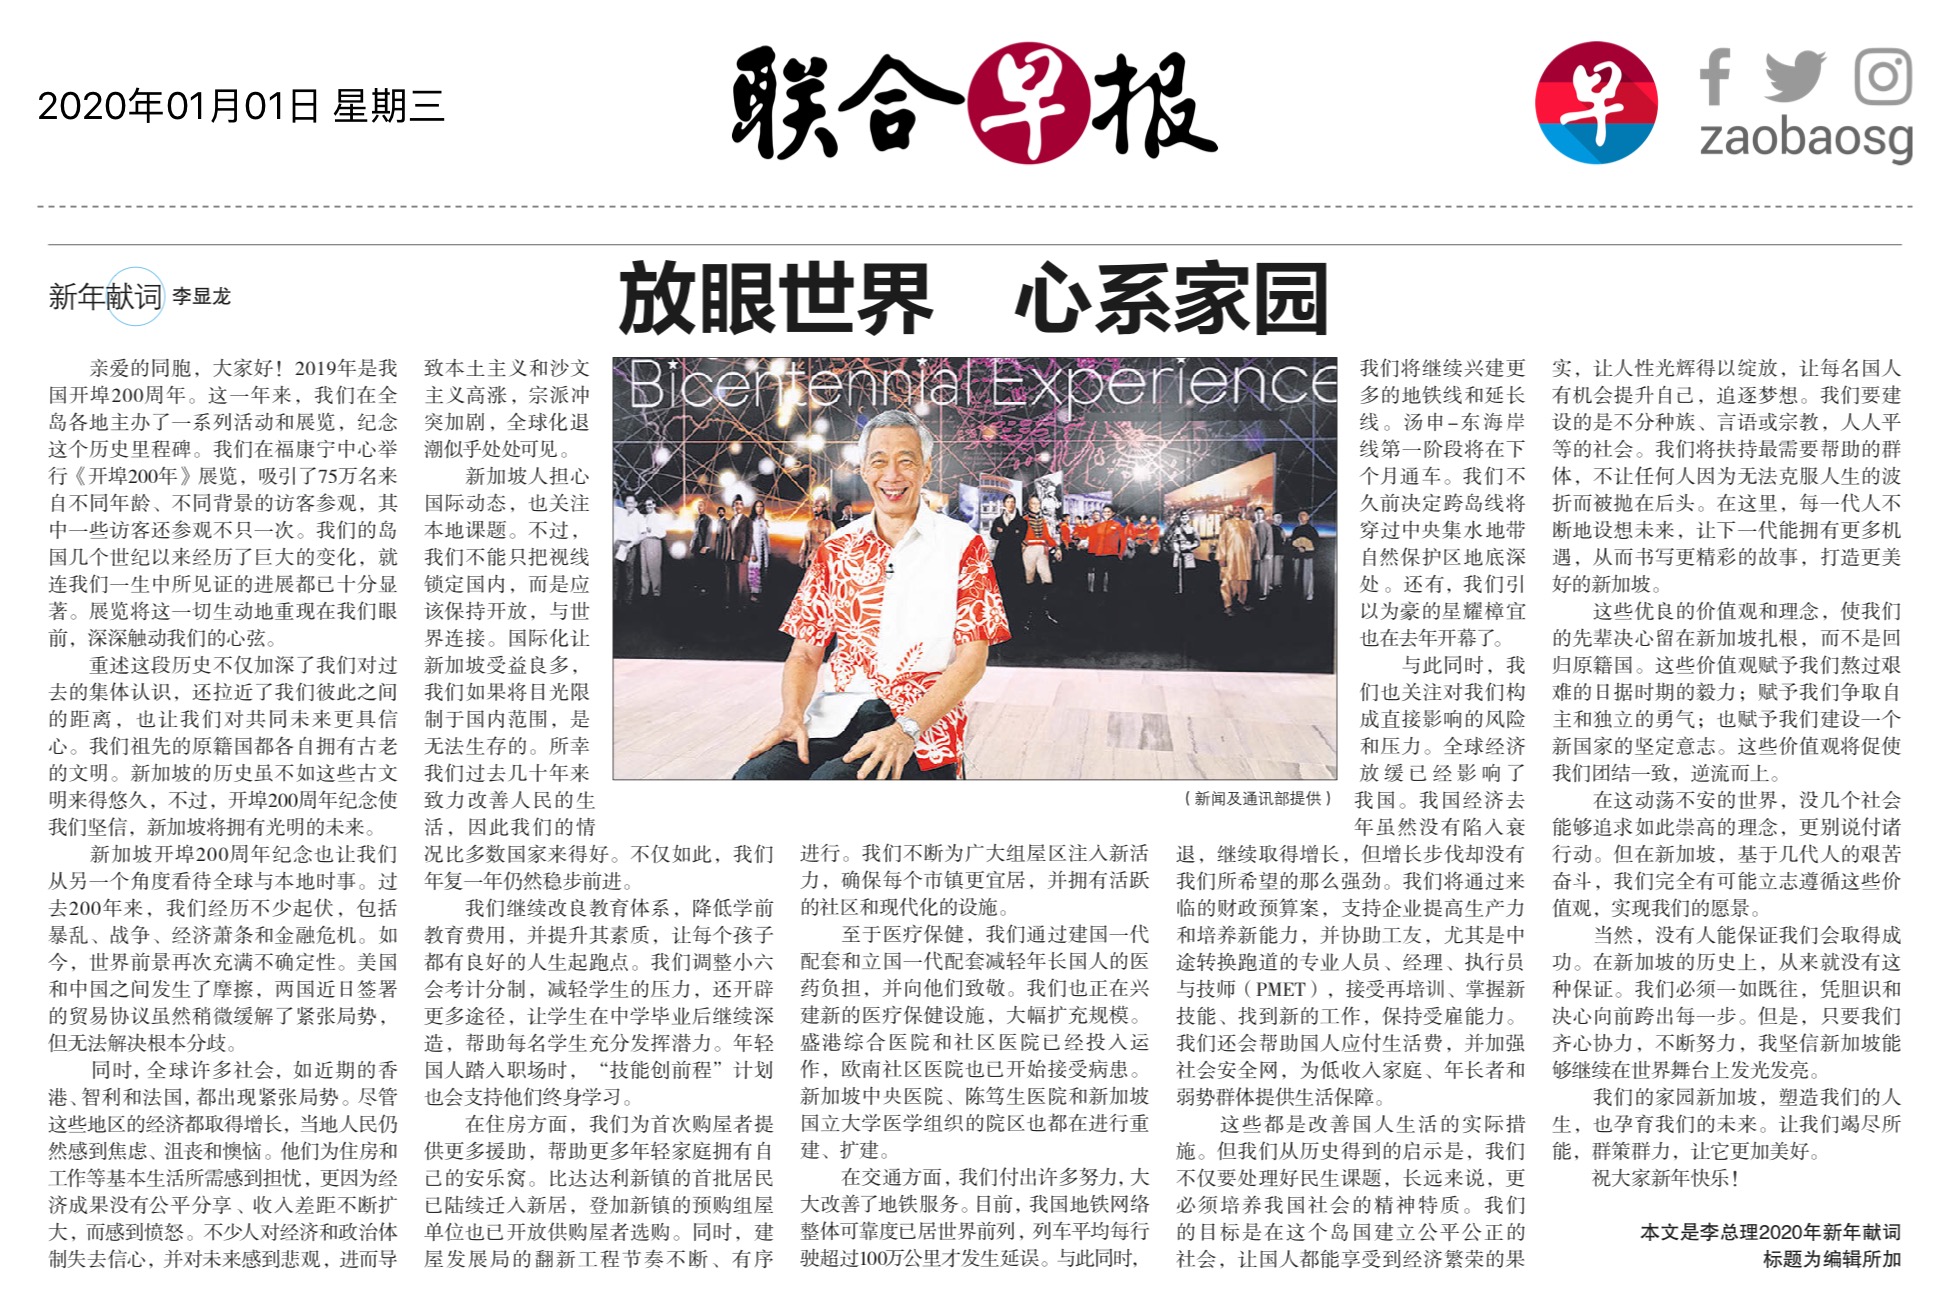 2020年01月01日 星期三
联合早报
早
zaobaosg
新年献词 李显龙
放眼世界 心系家园
亲爱的同胞，大家好！2019年是我
国开埠200周年。这一年来，我们在全
岛各地主办了一系列活动和展览，纪念
这个历史里程碑。我们在福康宁中心举
行《开埠200年》展览，吸引了75万名来
自不同年龄、不同背景的访客参观，其
中一些访客还参观不只一次。我们的岛
国几个世纪以来经历了巨大的变化，就
连我们一生中所见证的进展都已十分显
著。展览将这一切生动地重现在我们眼
前，深深触动我们的心弦。
重述这段历史不仅加深了我们对过
去的集体认识，还拉近了我们彼此之间
的距离，也让我们对共同未来更具信
心。我们祖先的原籍国都各自拥有古老
的文明。新加坡的历史虽不如这些古文
明来得悠久，不过，开埠200周年纪念使
我们坚信，新加坡将拥有光明的未来。
新加坡开埠200周年纪念也让我们
从另一个角度看待全球与本地时事。过
去200年来，我们经历不少起伏，包括
暴乱、战争、经济萧条和金融危机。如
今，世界前景再次充满不确定性。美国
和中国之间发生了摩擦，两国近日签署
的贸易协议虽然稍微缓解了紧张局势，
但无法解决根本分歧。
同时，全球许多社会，如近期的香
港、智利和法国，都出现紧张局势。尽管
这些地区的经济都取得增长，当地人民仍
然感到焦虑、沮丧和懊恼。他们为住房和
工作等基本生活所需感到担忧，更因为经
济成果没有公平分享、收入差距不断扩
大，而感到愤怒。不少人对经济和政治体
制失去信心，并对未来感到悲观，进而导
致本土主义和沙文
主义高涨，宗派冲
突加剧，全球化退
潮似乎处处可见。
新加坡人担心
国际动态，也关注
本地课题。不过，
我们不能只把视线
锁定国内，而是应
该保持开放，与世
界连接。国际化让
新加坡受益良多，
我们如果将目光限
制于国内范围，是
无法生存的。所幸
我们过去几十年来
致力改善人民的生
活，因此我们的情
况比多数国家来得好。不仅如此，我们
年复一年仍然稳步前进。
我们继续改良教育体系，降低学前
教育费用，并提升其素质，让每个孩子
都有良好的人生起跑点。我们调整小六
会考计分制，减轻学生的压力，还开辟
更多途径，让学生在中学毕业后继续深
造，帮助每名学生充分发挥潜力。年轻
国人踏入职场时，“技能创前程”计划
也会支持他们终身学习。
在住房方面，我们为首次购屋者提
供更多援助，帮助更多年轻家庭拥有自
己的安乐窝。比达达利新镇的首批居民
已陆续迁入新居，登加新镇的预购组屋
单位也已开放供购屋者选购。同时，建
屋发展局的翻新工程节奏不断、有序
Bicentennial Experience
（新闻及通讯部提供）
进行。我们不断为广大组屋区注入新活
力，确保每个市镇更宜居，并拥有活跃
的社区和现代化的设施。
至于医疗保健，我们通过建国一代
配套和立国一代配套减轻年长国人的医
药负担，并向他们致敬。我们也正在兴
建新的医疗保健设施，大幅扩充规模。
盛港综合医院和社区医院已经投入运
作，欧南社区医院也已开始接受病患。
新加坡中央医院、陈笃生医院和新加坡
国立大学医学组织的院区也都在进行重
建、扩建。
在交通方面，我们付出许多努力，大
大改善了地铁服务。目前，我国地铁网络
整体可靠度已居世界前列，列车平均每行
驶超过100万公里才发生延误。与此同时，
我们将继续兴建更
多的地铁线和延长
线。汤申–东海岸
线第一阶段将在下
个月通车。我们不
久前决定跨岛线将
穿过中央集水地带
自然保护区地底深
处。还有，我们引
以为豪的星耀樟宜
也在去年开幕了。
与此同时，我
们也关注对我们构
成直接影响的风险
和压力。全球经济
放缓已经影响了
我国。我国经济去
年虽然没有陷入衰
退，继续取得增长，但增长步伐却没有
我们所希望的那么强劲。我们将通过来
临的财政预算案，支持企业提高生产力
和培养新能力，并协助工友，尤其是中
途转换跑道的专业人员、经理、执行员
与技师（PMET），接受再培训、掌握新
技能、找到新的工作，保持受雇能力。
我们还会帮助国人应付生活费，并加强
社会安全网，为低收入家庭、年长者和
弱势群体提供生活保障。
这些都是改善国人生活的实际措
施。但我们从历史得到的启示是，我们
不仅要处理好民生课题，长远来说，更
必须培养我国社会的精神特质。我们
的目标是在这个岛国建立公平公正的
社会，让国人都能享受到经济繁荣的果
实，让人性光辉得以绽放，让每名国人
有机会提升自己，追逐梦想。我们要建
设的是不分种族、言语或宗教，人人平
等的社会。我们将扶持最需要帮助的群
体，不让任何人因为无法克服人生的波
折而被抛在后头。在这里，每一代人不
断地设想未来，让下一代能拥有更多机
遇，从而书写更精彩的故事，打造更美
好的新加坡。
这些优良的价值观和理念，使我们
的先辈决心留在新加坡扎根，而不是回
归原籍国。这些价值观赋予我们熬过艰
难的日据时期的毅力；赋予我们争取自
主和独立的勇气；也赋予我们建设一个
新国家的坚定意志。这些价值观将促使
我们团结一致，逆流而上。
在这动荡不安的世界，没几个社会
能够追求如此崇高的理念，更别说付诸
行动。但在新加坡，基于几代人的艰苦
奋斗，我们完全有可能立志遵循这些价
值观，实现我们的愿景。
当然，没有人能保证我们会取得成
功。在新加坡的历史上，从来就没有这
种保证。我们必须一如既往，凭胆识和
决心向前跨出每一步。但是，只要我们
齐心协力，不断努力，我坚信新加坡能
够继续在世界舞台上发光发亮。
我们的家园新加坡，塑造我们的人
生，也孕育我们的未来。让我们竭尽所
能，群策群力，让它更加美好。
祝大家新年快乐！
本文是李总理2020年新年献词
标题为编辑所加